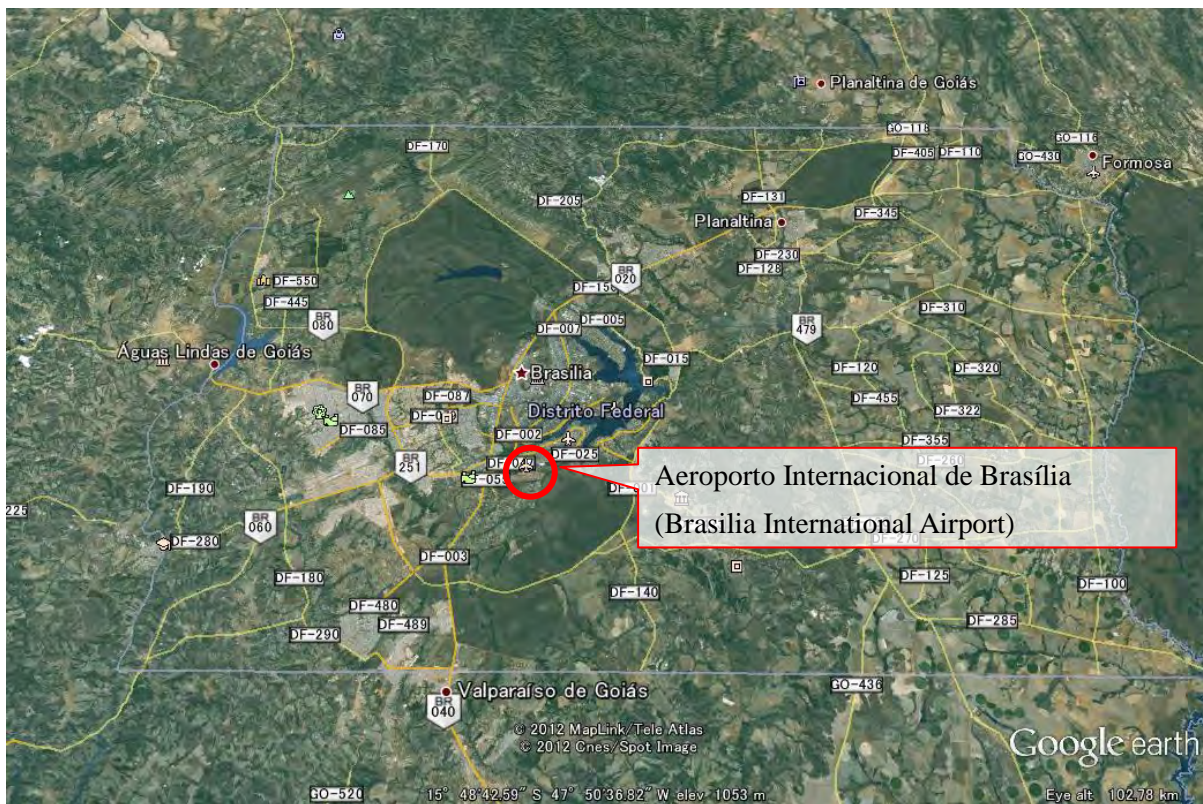 Planaltina de Goiás
GO-118
GO-116
DF-170
DF-405
DF-110
GO-430
Formosa
DF-205
DF-131
DF-345
Planaltina
DF-230
DF-128
BR
020
DF-550
DF-445
DF-310
BR
080
DF-007
DF-005
BR
479
Águas Lindas de Goiás
DF-015
Brasilia
DF-120
DF-320
BR
070
DF-087
DF-455
DF-322
Distrito Federal
DF-085
DF-002
DF-355
DF-025
DF-260
BR
251
Aeroporto Internacional de Brasília
(Brasilia International Airport)
DF-190
225
BR
060
DF-280
DF-270
DF-003
DF-180
DF-125
DF-100
DF-140
DF-480
DF-489
DF-290
DF-285
GO-436
Valparaíso de Goiás
BR
040
© 2012 MapLink/Tele Atlas
© 2012 Cnes/Spot Image
Google earth
GO-520
15° 48'42.59" S 47° 50'36.82" W elev 1053 m
Eye alt 102.78 km